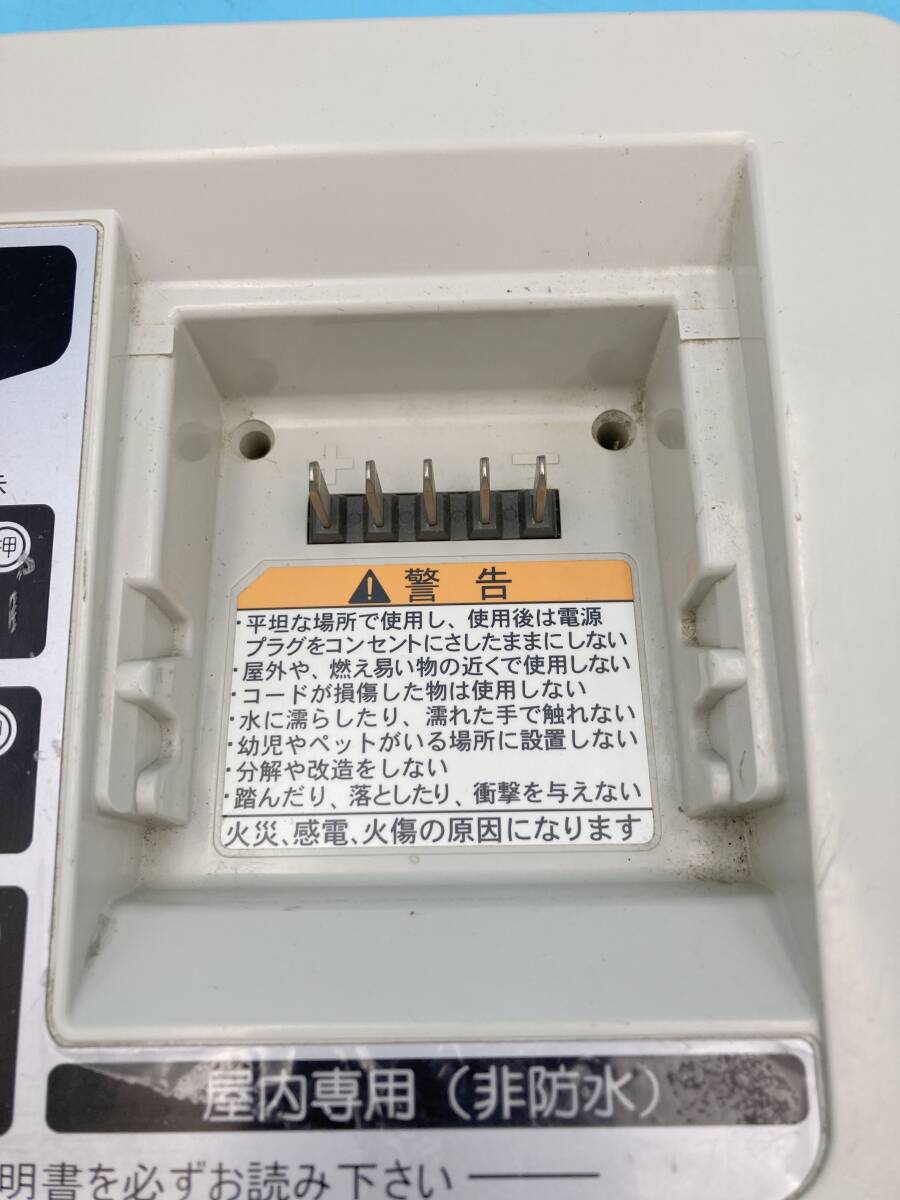 押
+ −
警告
・平坦な場所で使用し、使用後は電源
プラグをコンセントにさしたままにしない
・屋外や、燃え易い物の近くで使用しない
・コードが損傷した物は使用しない
・水に濡らしたり、濡れた手で触れない
・幼児やペットがいる場所に設置しない
・分解や改造をしない
・踏んだり、落としたり、衝撃を与えない
火災、感電、火傷の原因になります
屋内専用（非防水）
明書を必ずお読み下さい